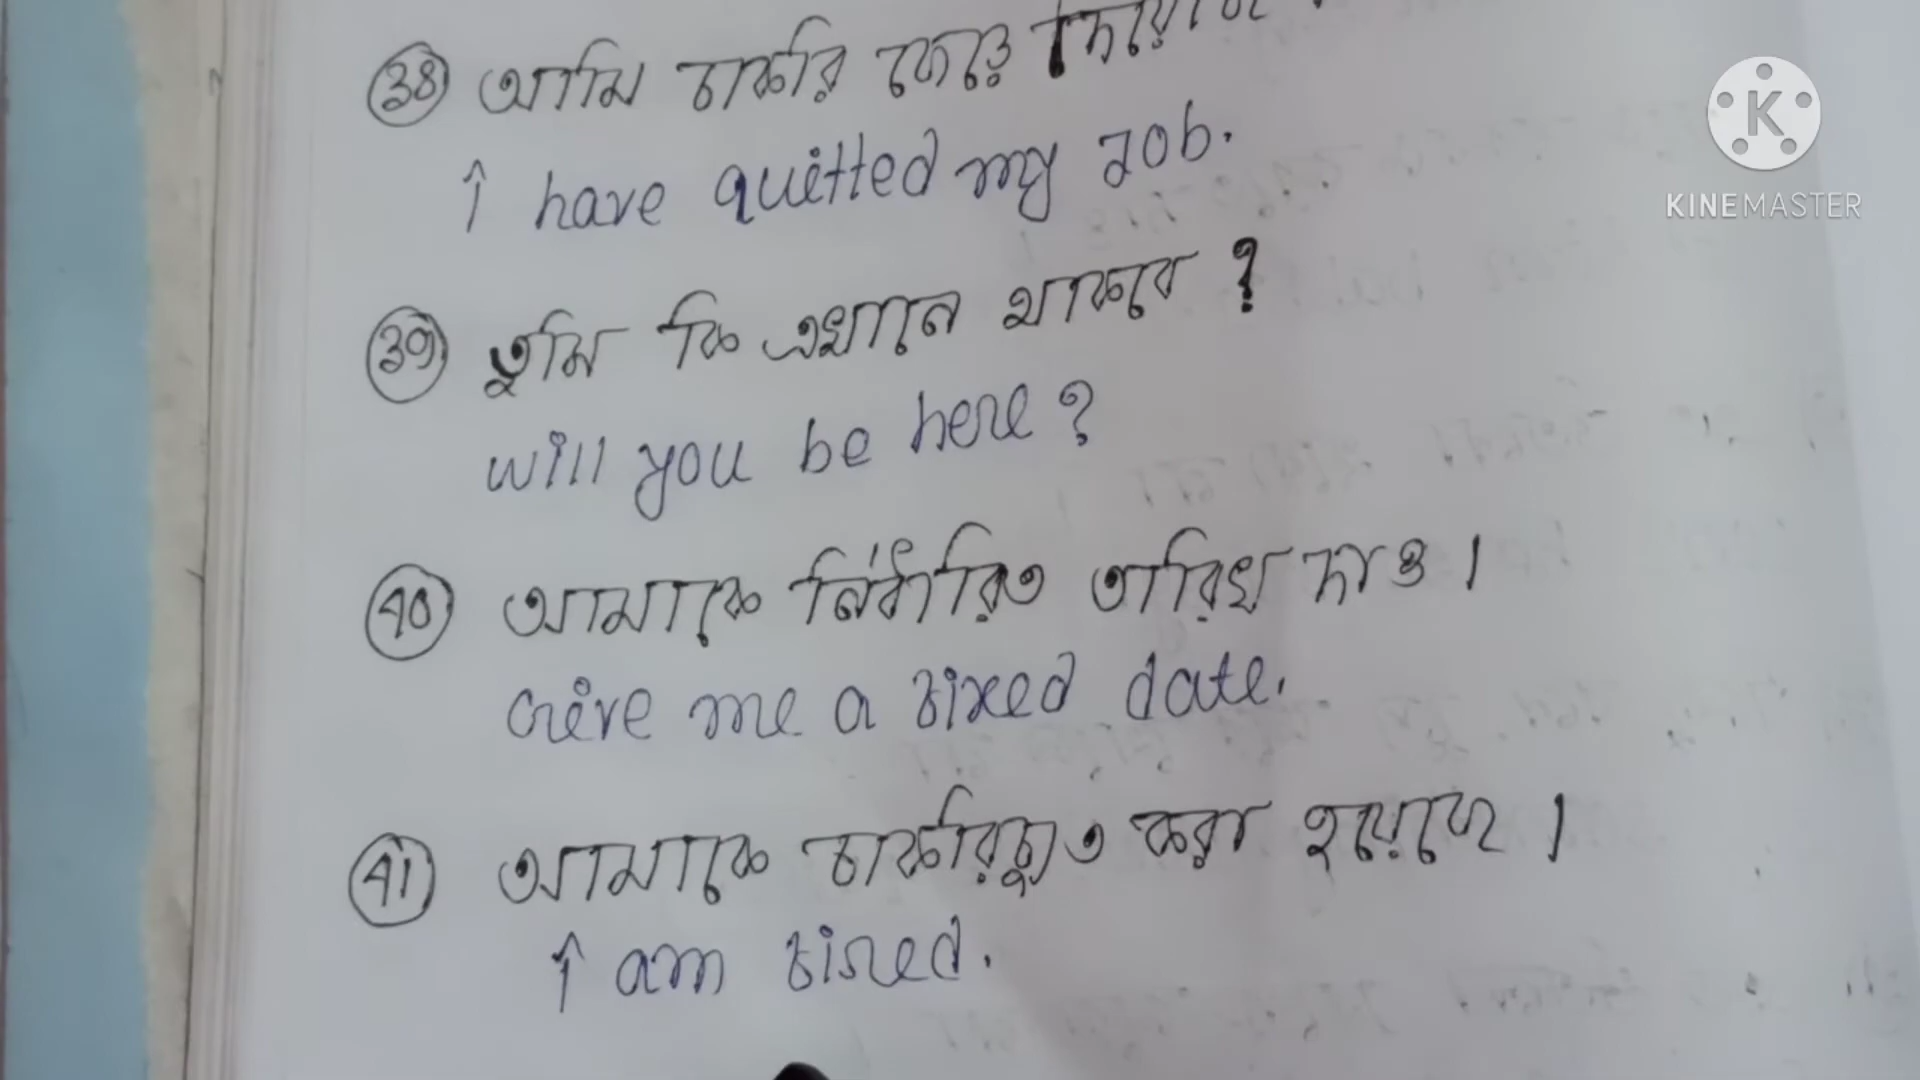 38 আমি চাকরি ছেড়ে দিয়েছি
I have quitted my Job.
39 তুমি কি এখানে থাকবে ?
will you be here ?
40 আমাকে নির্ধারিত তারিখ দাও ।
Give me a fixed date.
41 আমাকে চাকরিচ্যুত করা হয়েছে ।
I am fired.
K
KINEMASTER